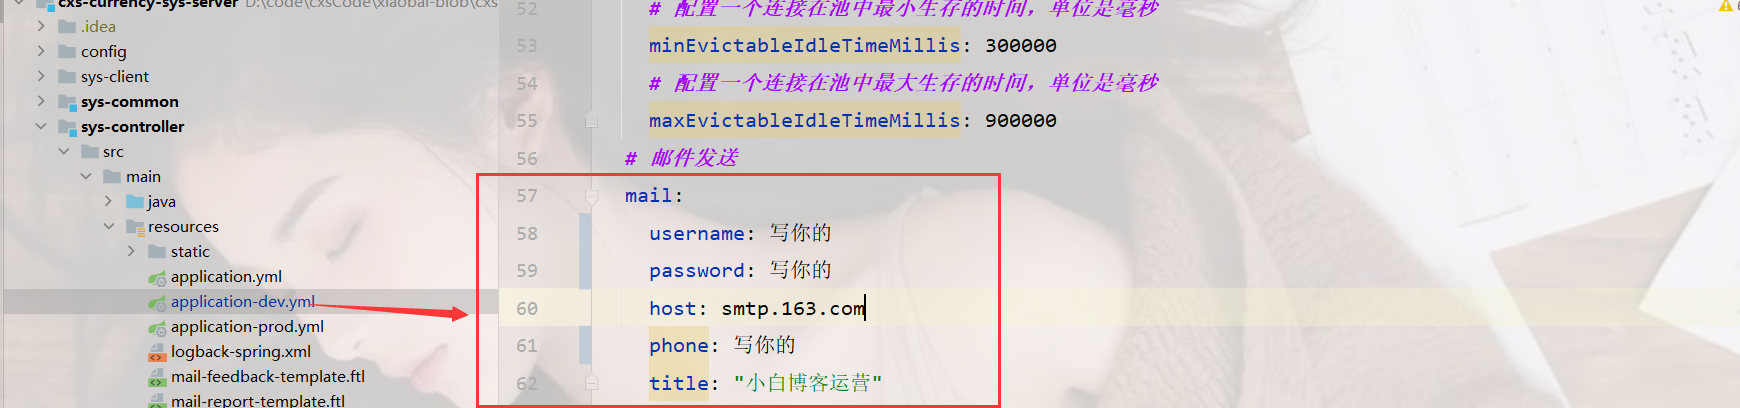 cxs-currency-sys-server D:\code\cxsCode\xiaobai-blob\cxs
.idea
config
sys-client
sys-common
sys-controller
src
main
java
resources
static
application.yml
application-dev.yml
application-prod.yml
logback-spring.xml
mail-feedback-template.ftl
mail-report-template.ftl
52 # 配置一个连接在池中最小生存的时间，单位是毫秒
53 minEvictableIdleTimeMillis: 300000
54 # 配置一个连接在池中最大生存的时间，单位是毫秒
55 maxEvictableIdleTimeMillis: 900000
56 # 邮件发送
57 mail:
58 username: 写你的
59 password: 写你的
60 host: smtp.163.com
61 phone: 写你的
62 title: "小白博客运营"